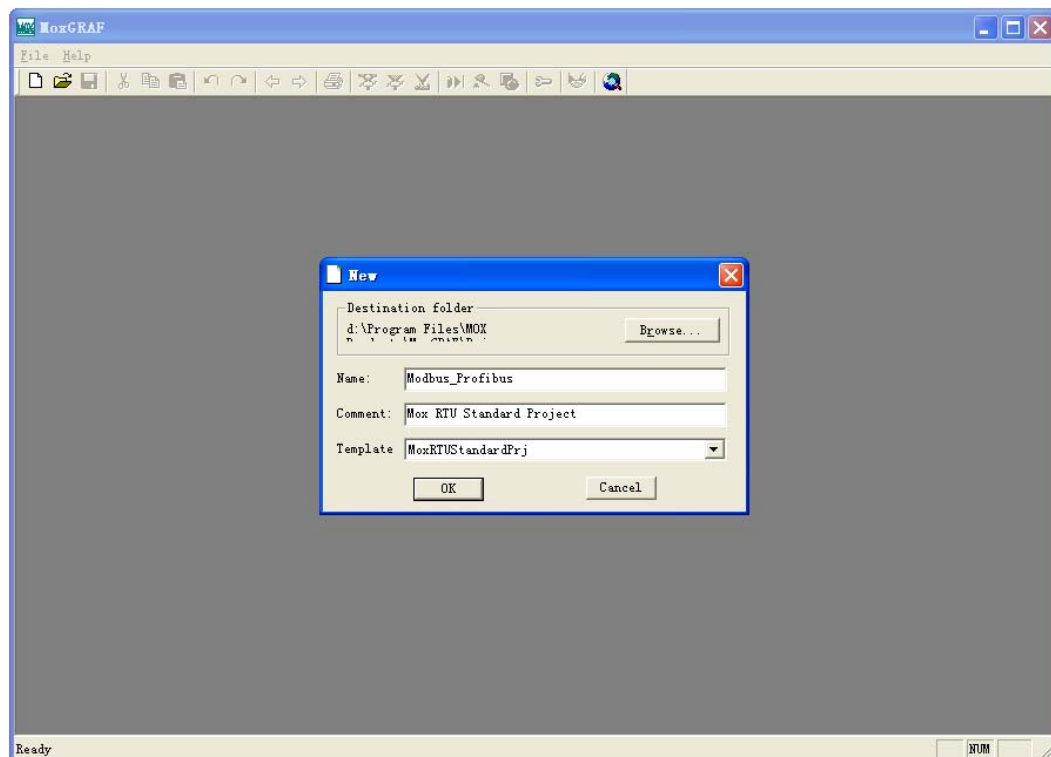 MoxGRAF
File Help
New
Destination folder
d:\Program Files\MOX
Browse...
Name: Modbus_Profibus
Comment: Mox RTU Standard Project
Template MoxRTUStandardPrj
OK Cancel
Ready NUM